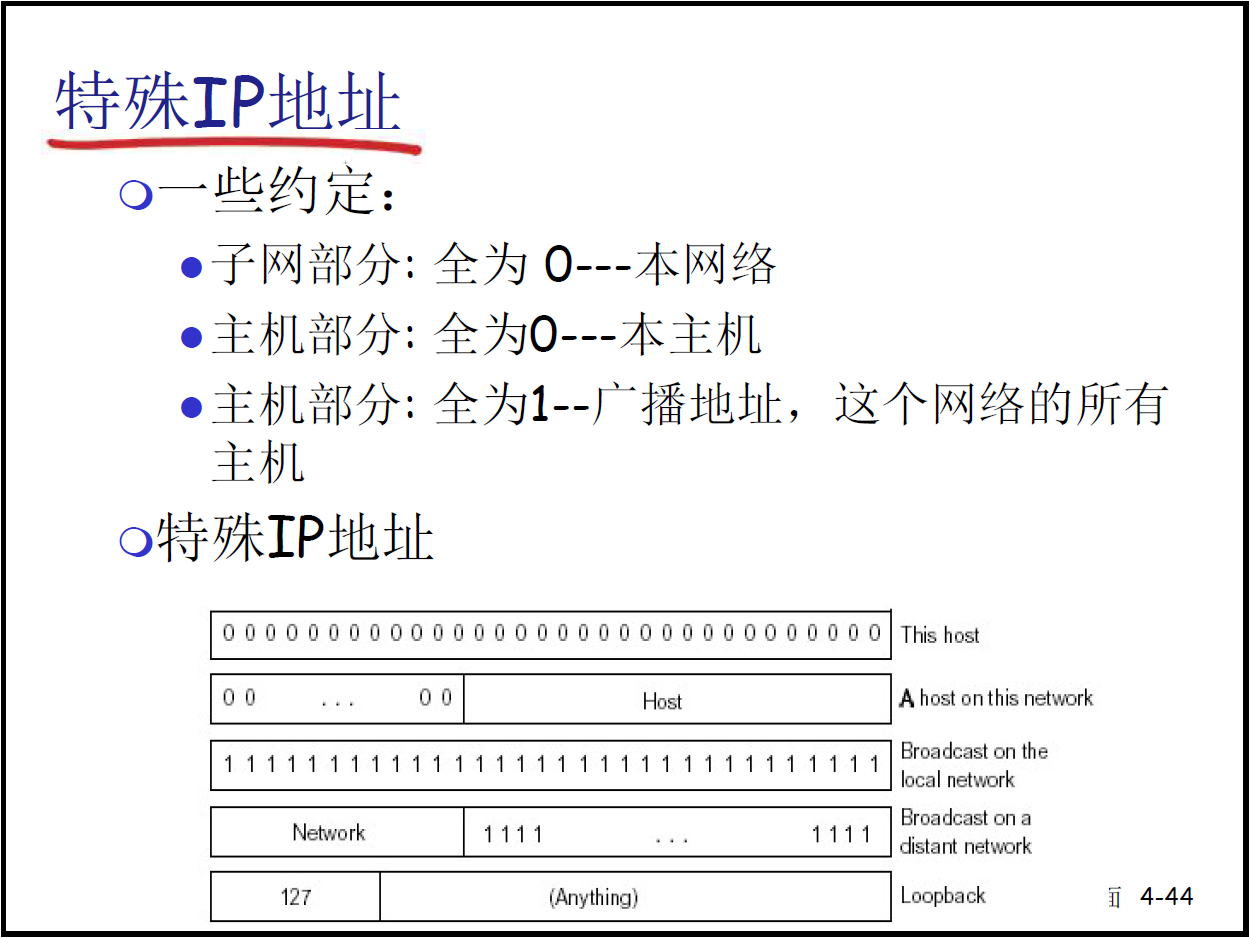 特殊IP地址
一些约定：
子网部分: 全为 0---本网络
主机部分: 全为0---本主机
主机部分: 全为1--广播地址，这个网络的所有
主机
特殊IP地址
0 0 0 0 0 0 0 0 0 0 0 0 0 0 0 0 0 0 0 0 0 0 0 0 0 0 0 0 0 0 0 0 This host
0 0 ... 0 0 Host A host on this network
1 1 1 1 1 1 1 1 1 1 1 1 1 1 1 1 1 1 1 1 1 1 1 1 1 1 1 1 1 1 1 1 Broadcast on the
local network
Network 1 1 1 1 ... 1 1 1 1 Broadcast on a
distant network
127 (Anything) Loopback
4-44